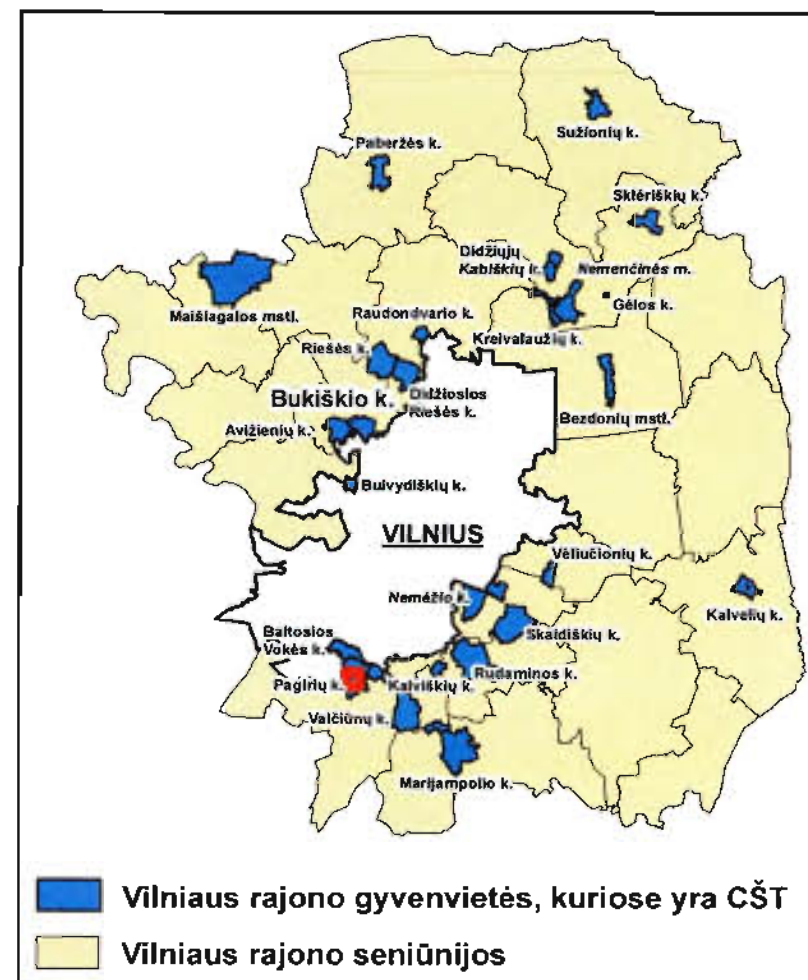 Sužionių k.
Paberžės k.
Sklėriškių k.
Didžiųjų
Kabiškių k.
Nemenčinės m.
Gėlos k.
Maišiagalos mstl.
Raudondvario k.
Kreivalaužių k.
Riešės k.
Bukiškio k.
Didžiosios
Riešės k.
Bezdonių mstl.
Avižienių k.
Buivydiškių k.
VILNIUS
Vėliučionių k.
Nemėžio k.
Kalvelių k.
Skaidiškių k.
Baltosios
Vokės k.
Rudaminos k.
Pagirių k.
Kalviškių k.
Valčiūnų k.
Marijampolio k.
Vilniaus rajono gyvenvietės, kuriose yra CŠT
Vilniaus rajono seniūnijos